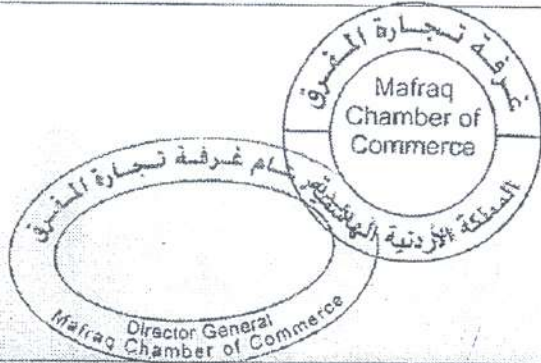 غرفة تجارة المفرق
Mafraq
Chamber of
Commerce
المملكة الأردنية الهاشمية
عام غرفة تجارة المفرق
Director General
Mafraq Chamber of Commerce